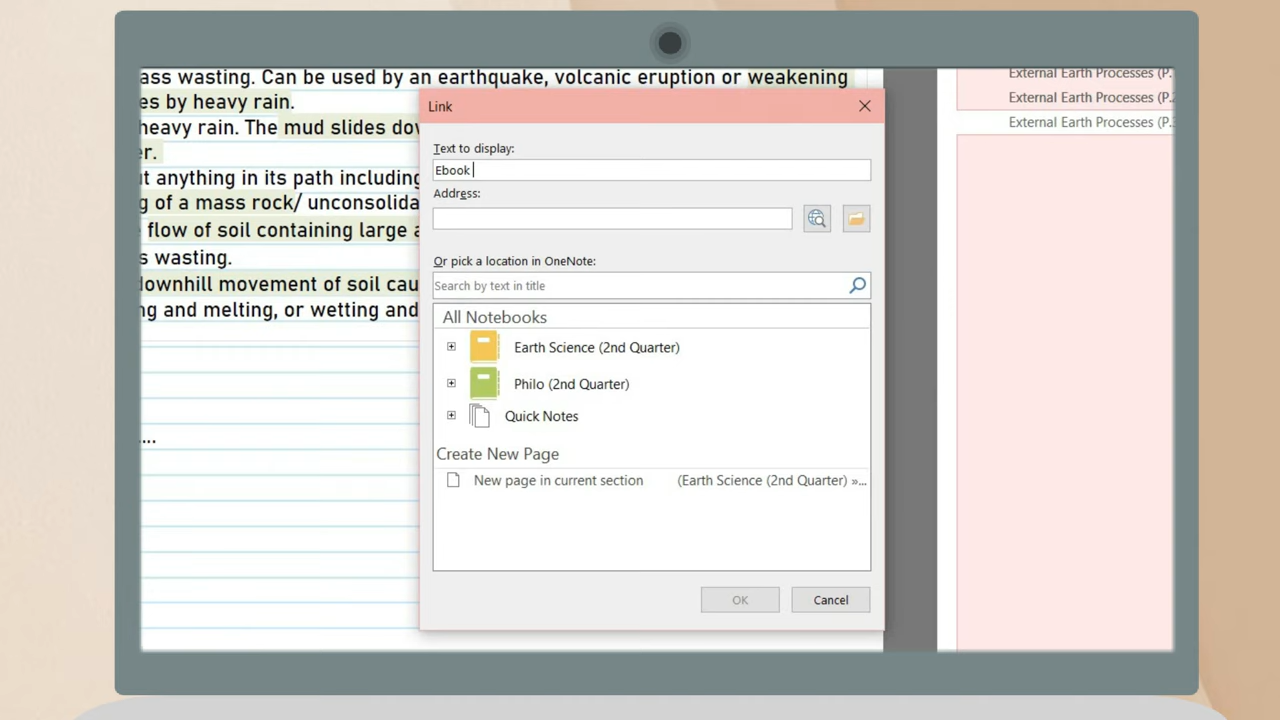 ass wasting. Can be used by an earthquake, volcanic eruption or weakening
es by heavy rain.
heavy rain. The mud slides dov
er.
ut anything in its path including
g of a mass rock/ unconsolida
flow of soil containing large a
s wasting.
downhill movement of soil cau
ng and melting, or wetting and
....
Link
Text to display:
Ebook
Address:
Or pick a location in OneNote:
Search by text in title
All Notebooks
Earth Science (2nd Quarter)
Philo (2nd Quarter)
Quick Notes
Create New Page
New page in current section (Earth Science (2nd Quarter) »...
OK Cancel
External Earth Processes (P.
External Earth Processes (P.
External Earth Processes (P.